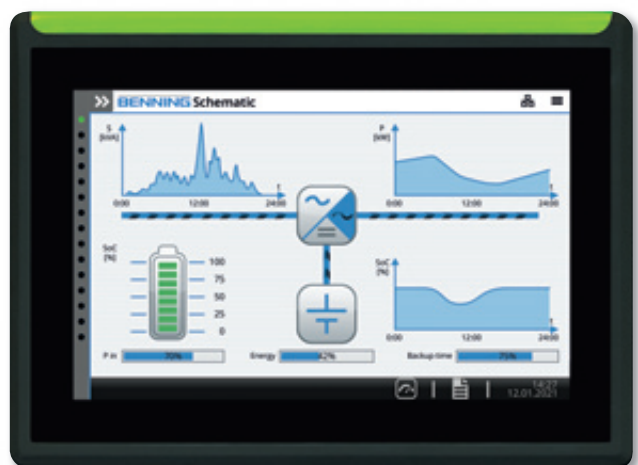 BENNING Schematic
S
[kVA]
t
0:00 12:00 24:00
P
[kW]
t
0:00 12:00 24:00
SoC
[%]
100
75
50
25
0
SoC
[%]
t
0:00 12:00 24:00
P in 70% Energy 42% Backup time 75%
14:27
12.01.2021